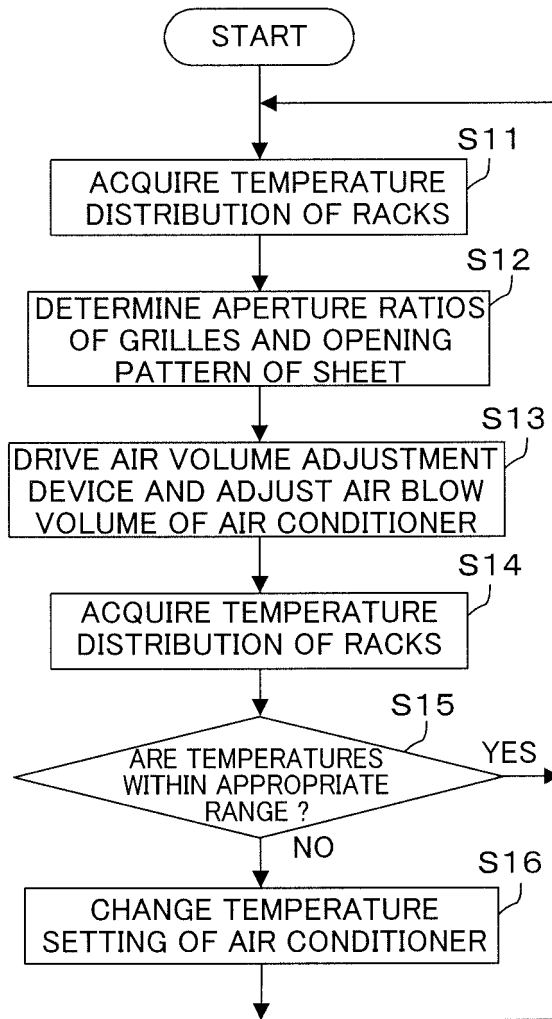 START
S11
ACQUIRE TEMPERATURE
DISTRIBUTION OF RACKS
S12
DETERMINE APERTURE RATIOS
OF GRILLES AND OPENING
PATTERN OF SHEET
S13
DRIVE AIR VOLUME ADJUSTMENT
DEVICE AND ADJUST AIR BLOW
VOLUME OF AIR CONDITIONER
S14
ACQUIRE TEMPERATURE
DISTRIBUTION OF RACKS
S15
ARE TEMPERATURES
WITHIN APPROPRIATE
RANGE ?
YES
NO
S16
CHANGE TEMPERATURE
SETTING OF AIR CONDITIONER